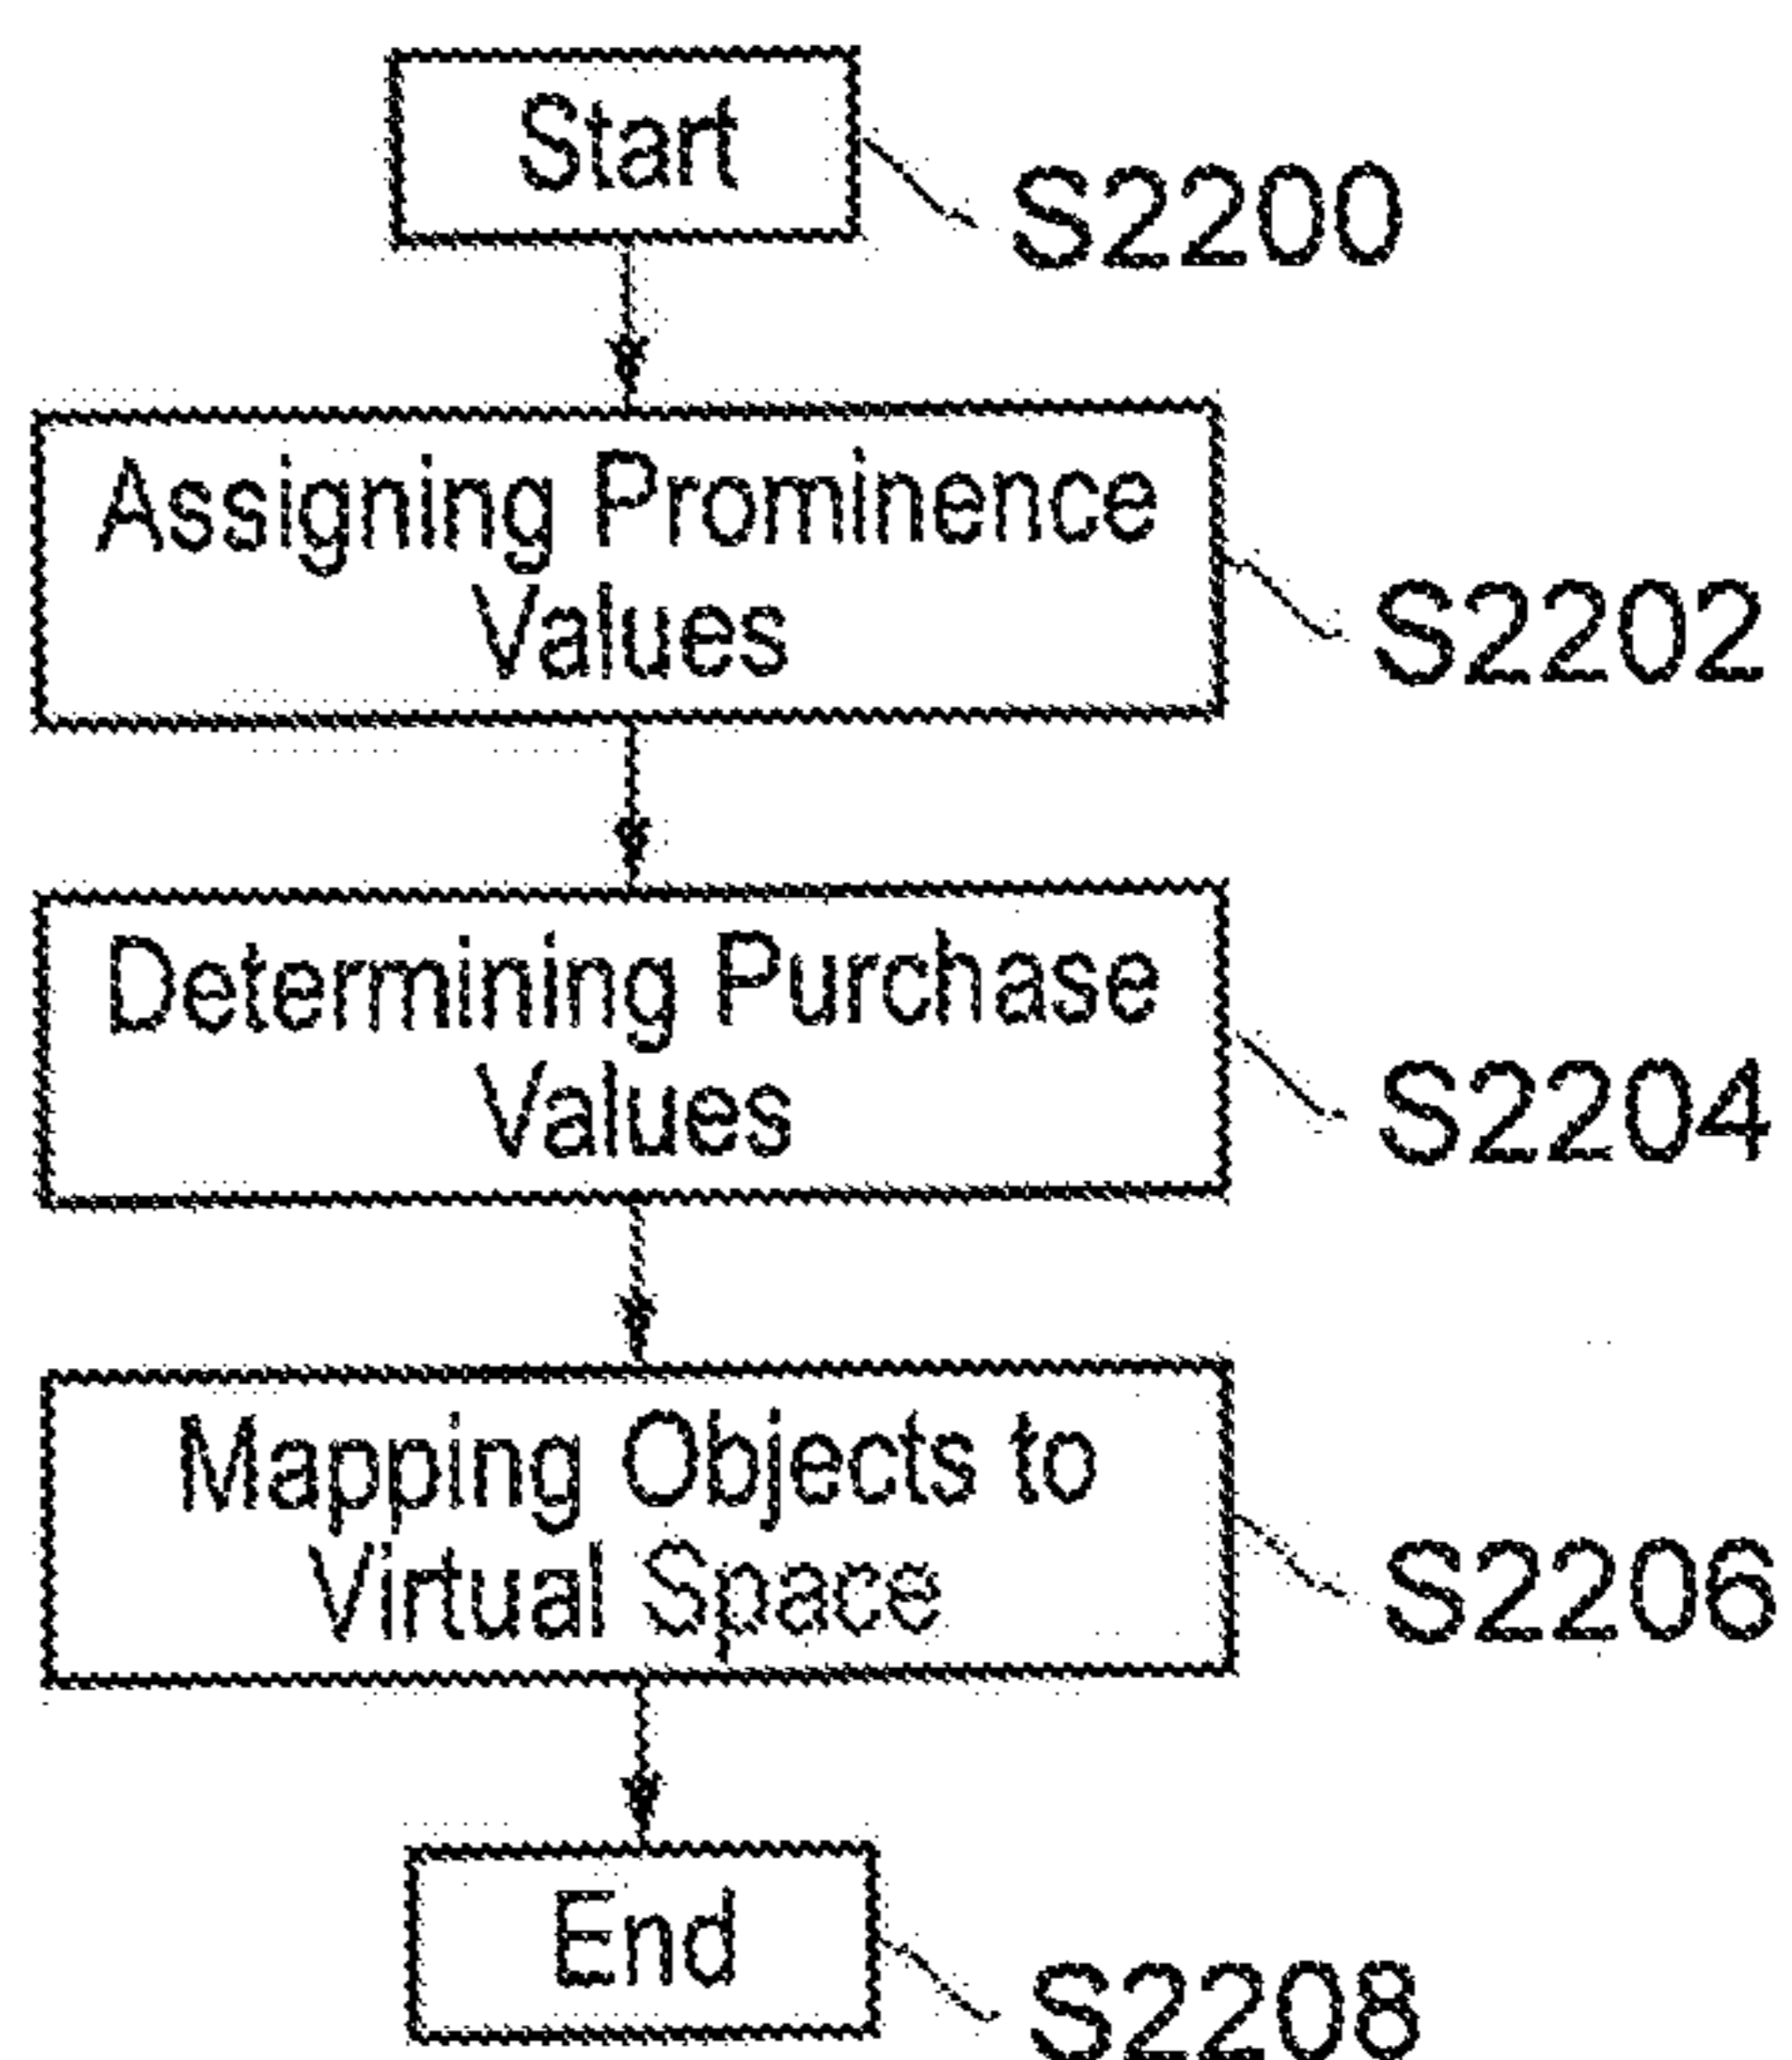 Start
S2200
Assigning Prominence
Values
S2202
Determining Purchase
Values
S2204
Mapping Objects to
Virtual Space
S2206
End
S2208